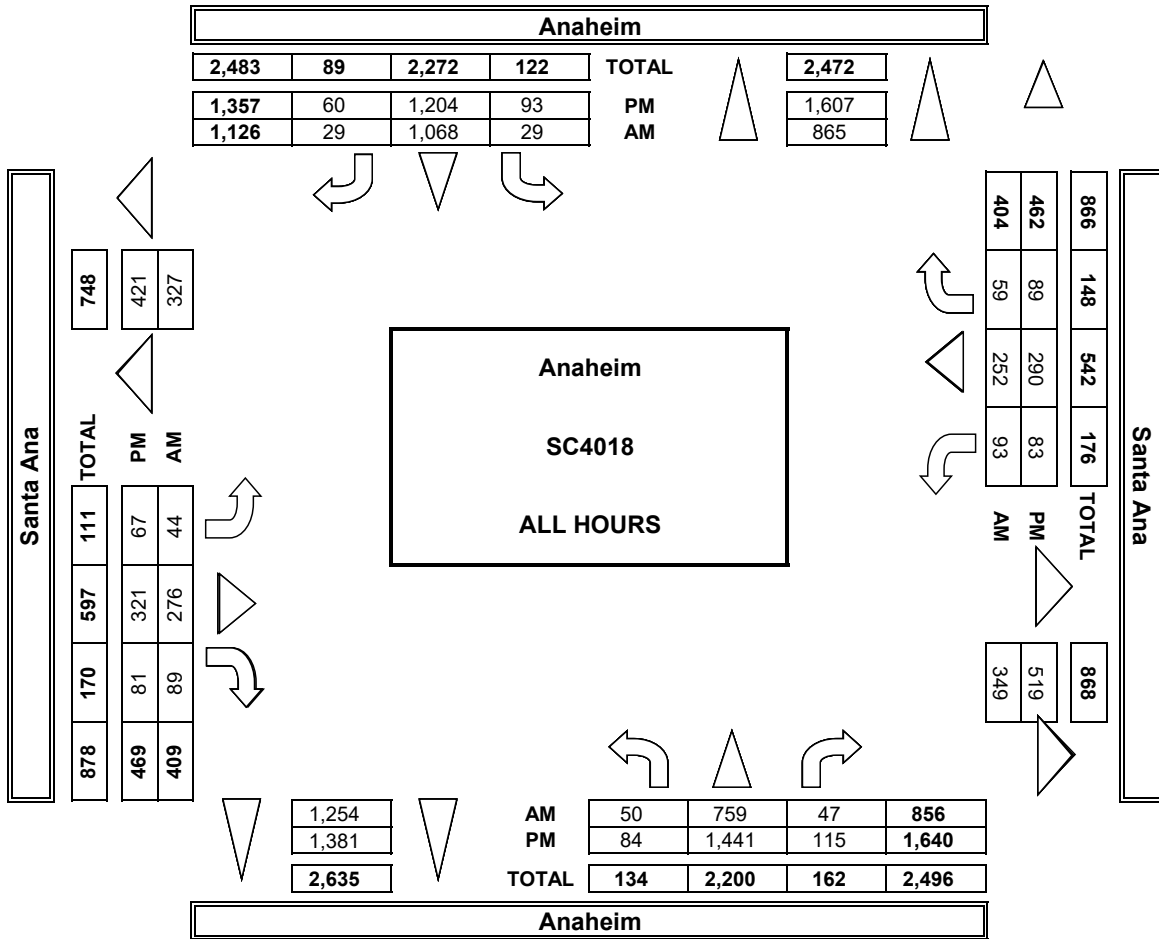 Anaheim
2,483 89 2,272 122 TOTAL 2,472
1,357 60 1,204 93 PM 1,607
1,126 29 1,068 29 AM 865
Santa Ana
748
421
327
TOTAL 111 597 170 878
PM 67 321 81 469
AM 44 276 89 409
Anaheim
SC4018
ALL HOURS
866 148 542 176 TOTAL
462 89 290 83 PM
404 59 252 93 AM
868
519
349
Santa Ana
1,254 AM 50 759 47 856
1,381 PM 84 1,441 115 1,640
2,635 TOTAL 134 2,200 162 2,496
Anaheim